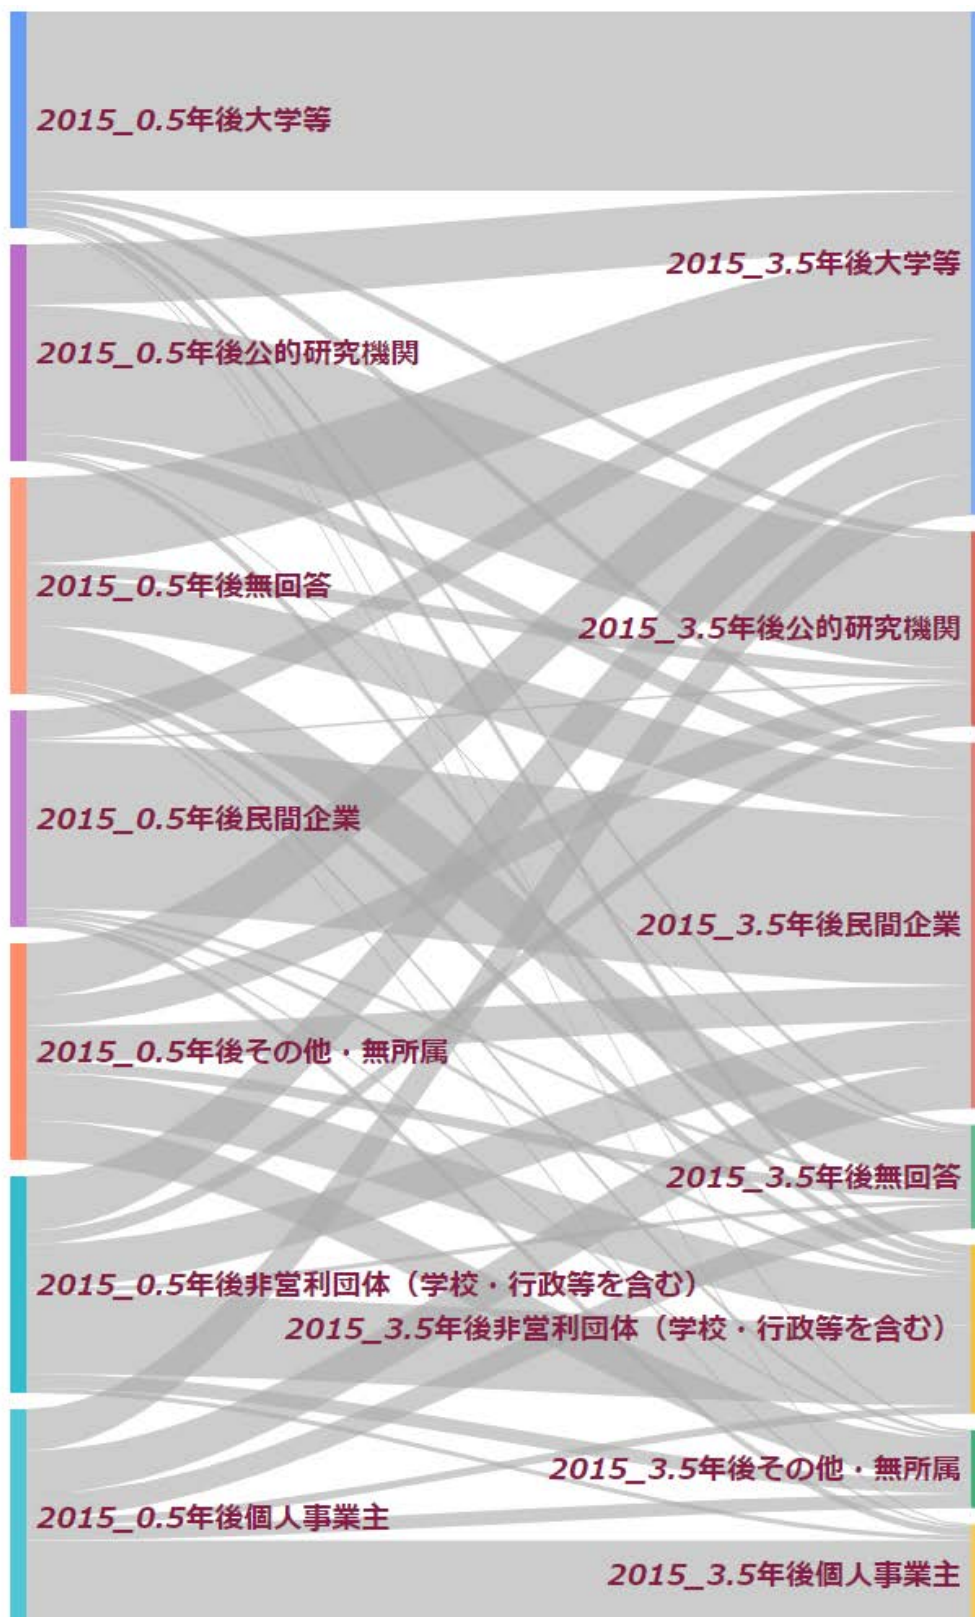 2015_0.5年後大学等
2015_3.5年後大学等
2015_0.5年後公的研究機関
2015_0.5年後無回答
2015_3.5年後公的研究機関
2015_0.5年後民間企業
2015_3.5年後民間企業
2015_0.5年後その他・無所属
2015_3.5年後無回答
2015_0.5年後非営利団体（学校・行政等を含む）
2015_3.5年後非営利団体（学校・行政等を含む）
2015_3.5年後その他・無所属
2015_0.5年後個人事業主
2015_3.5年後個人事業主